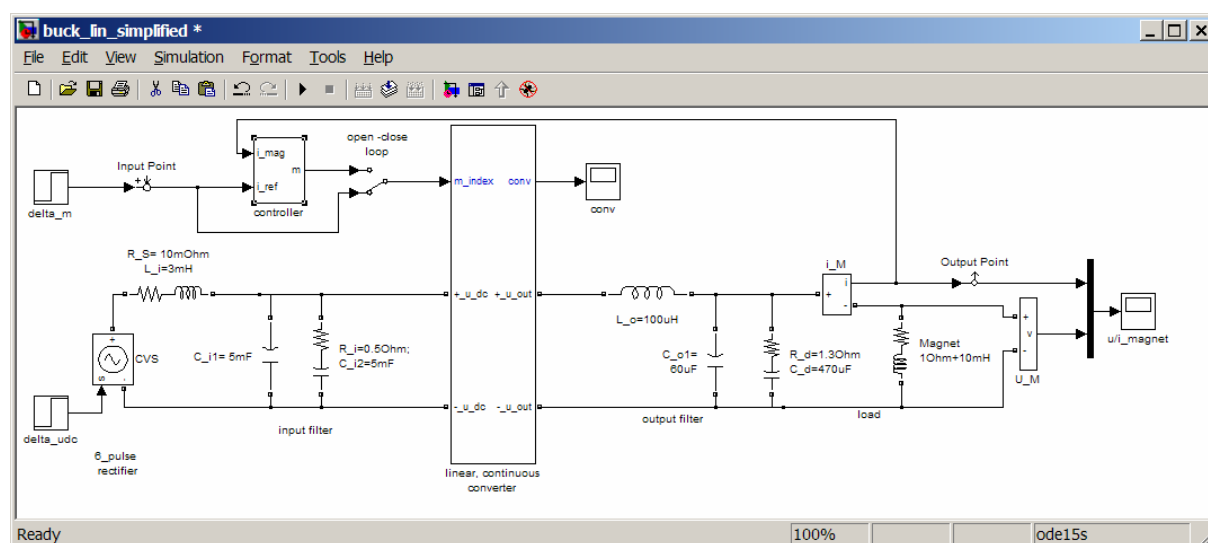 buck_lin_simplified *
File Edit View Simulation Format Tools Help
open -close
loop
Input Point
i_mag
m
i_ref
controller
delta_m
m_index conv
conv
R_S= 10mOhm
L_i=3mH
i_M
i
+
-
Output Point
+_u_dc +_u_out
L_o=100uH
+
CVS
s -
C_i1= 5mF
R_i=0.5Ohm;
C_i2=5mF
C_o1=
60uF
R_d=1.3Ohm
C_d=470uF
Magnet
1Ohm+10mH
+
v
-
U_M
u/i_magnet
-_u_dc -_u_out
delta_udc
6_pulse
rectifier
input filter
output filter
load
linear, continuous
converter
Ready 100% ode15s